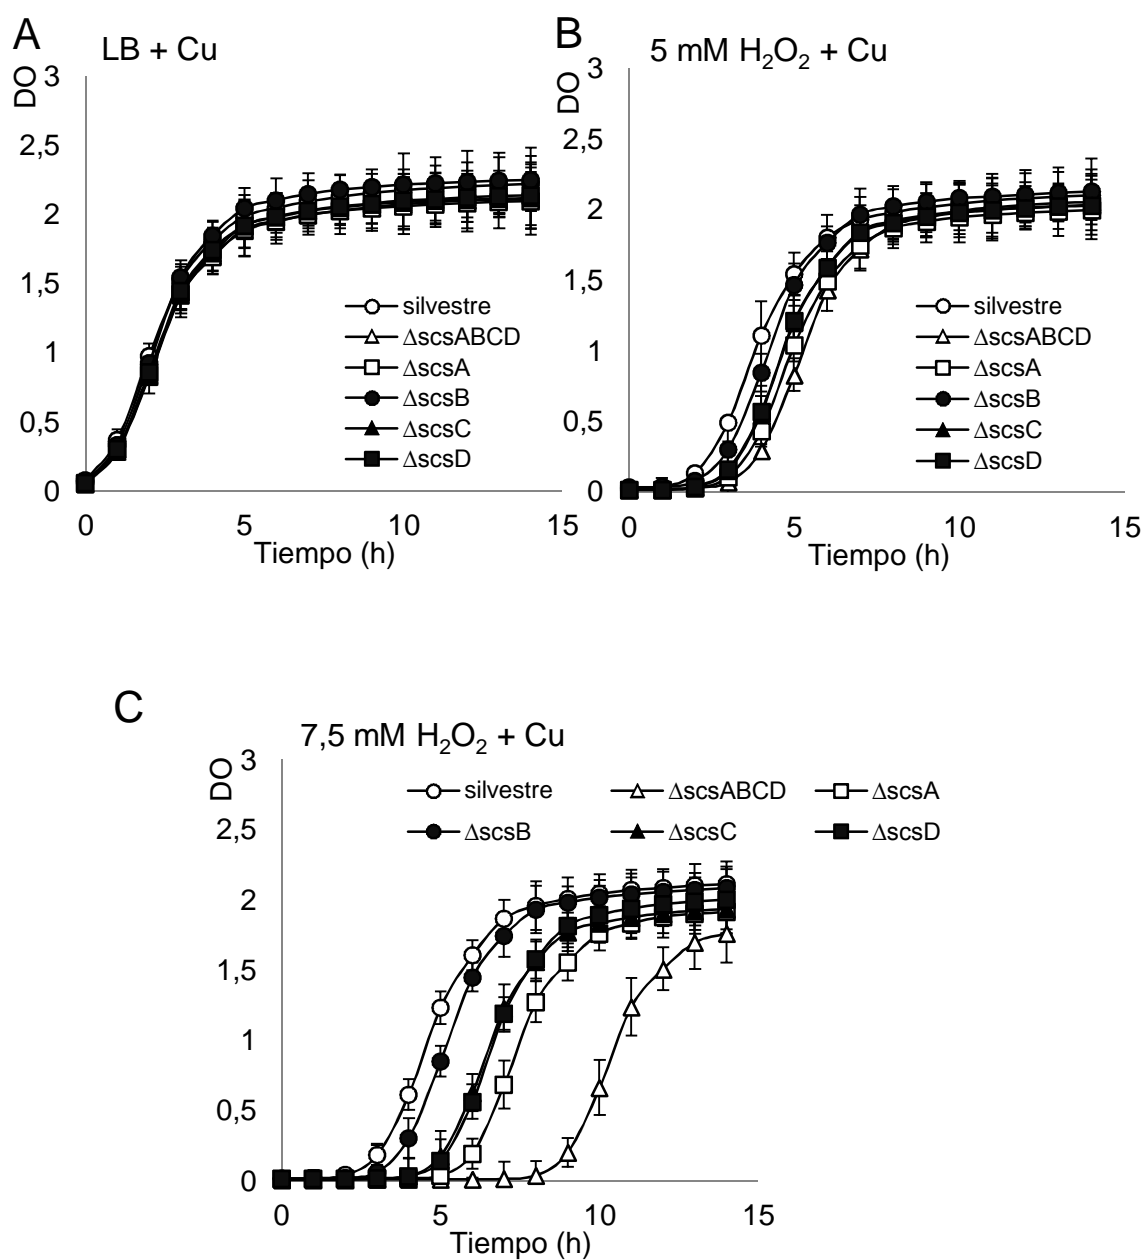 A
LB + Cu
DO
3
2,5
2
1,5
1
0,5
0
0 5 10 15
Tiempo (h)
silvestre
ΔscsABCD
ΔscsA
ΔscsB
ΔscsC
ΔscsD
B
5 mM H₂O₂ + Cu
DO
3
2,5
2
1,5
1
0,5
0
0 5 10 15
Tiempo (h)
silvestre
ΔscsABCD
ΔscsA
ΔscsB
ΔscsC
ΔscsD
C
7,5 mM H₂O₂ + Cu
DO
3
2,5
2
1,5
1
0,5
0
0 5 10 15
Tiempo (h)
silvestre ΔscsABCD ΔscsA
ΔscsB ΔscsC ΔscsD